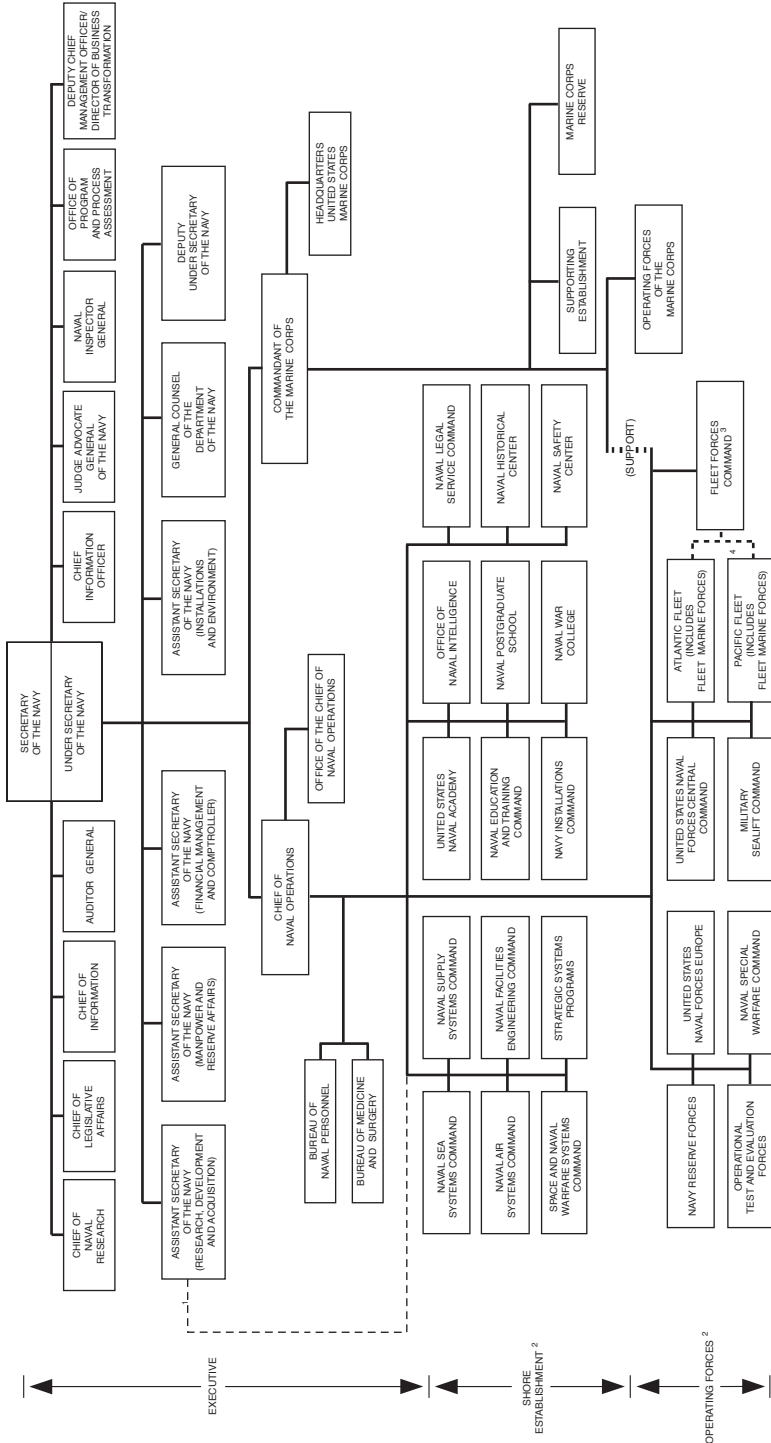 SECRETARY
OF THE NAVY
UNDER SECRETARY
OF THE NAVY
CHIEF OF
NAVAL
RESEARCH
CHIEF OF
LEGISLATIVE
AFFAIRS
CHIEF OF
INFORMATION
AUDITOR GENERAL
CHIEF
INFORMATION
OFFICER
JUDGE ADVOCATE
GENERAL
OF THE NAVY
NAVAL
INSPECTOR
GENERAL
OFFICE OF
PROGRAM
AND PROCESS
ASSESSMENT
DEPUTY CHIEF
MANAGEMENT OFFICER/
DIRECTOR OF BUSINESS
TRANSFORMATION
ASSISTANT SECRETARY
OF THE NAVY
(RESEARCH, DEVELOPMENT
AND ACQUISITION)
ASSISTANT SECRETARY
OF THE NAVY
(MANPOWER AND
RESERVE AFFAIRS)
ASSISTANT SECRETARY
OF THE NAVY
(FINANCIAL MANAGEMENT
AND COMPTROLLER)
ASSISTANT SECRETARY
OF THE NAVY
(INSTALLATIONS
AND ENVIRONMENT)
GENERAL COUNSEL
OF THE
DEPARTMENT
OF THE NAVY
DEPUTY
UNDER SECRETARY
OF THE NAVY
1
EXECUTIVE
CHIEF OF
NAVAL OPERATIONS
OFFICE OF THE CHIEF OF
NAVAL OPERATIONS
COMMANDANT OF
THE MARINE CORPS
HEADQUARTERS
UNITED STATES
MARINE CORPS
BUREAU OF
NAVAL PERSONNEL
BUREAU OF MEDICINE
AND SURGERY
SHORE
ESTABLISHMENT 2
NAVAL SEA
SYSTEMS COMMAND
NAVAL SUPPLY
SYSTEMS COMMAND
UNITED STATES
NAVAL ACADEMY
OFFICE OF
NAVAL INTELLIGENCE
NAVAL LEGAL
SERVICE COMMAND
NAVAL AIR
SYSTEMS COMMAND
NAVAL FACILITIES
ENGINEERING COMMAND
NAVAL EDUCATION
AND TRAINING
COMMAND
NAVAL POSTGRADUATE
SCHOOL
NAVAL HISTORICAL
CENTER
SPACE AND NAVAL
WARFARE SYSTEMS
COMMAND
STRATEGIC SYSTEMS
PROGRAMS
NAVY INSTALLATIONS
COMMAND
NAVAL WAR
COLLEGE
NAVAL SAFETY
CENTER
SUPPORTING
ESTABLISHMENT
MARINE CORPS
RESERVE
(SUPPORT)
OPERATING FORCES
OF THE
MARINE CORPS
OPERATING FORCES 2
NAVY RESERVE FORCES
UNITED STATES
NAVAL FORCES EUROPE
UNITED STATES NAVAL
FORCES CENTRAL
COMMAND
ATLANTIC FLEET
(INCLUDES
FLEET MARINE FORCES)
FLEET FORCES
COMMAND 3
4
OPERATIONAL
TEST AND EVALUATION
FORCES
NAVAL SPECIAL
WARFARE COMMAND
MILITARY
SEALIFT COMMAND
PACIFIC FLEET
(INCLUDES
FLEET MARINE FORCES)